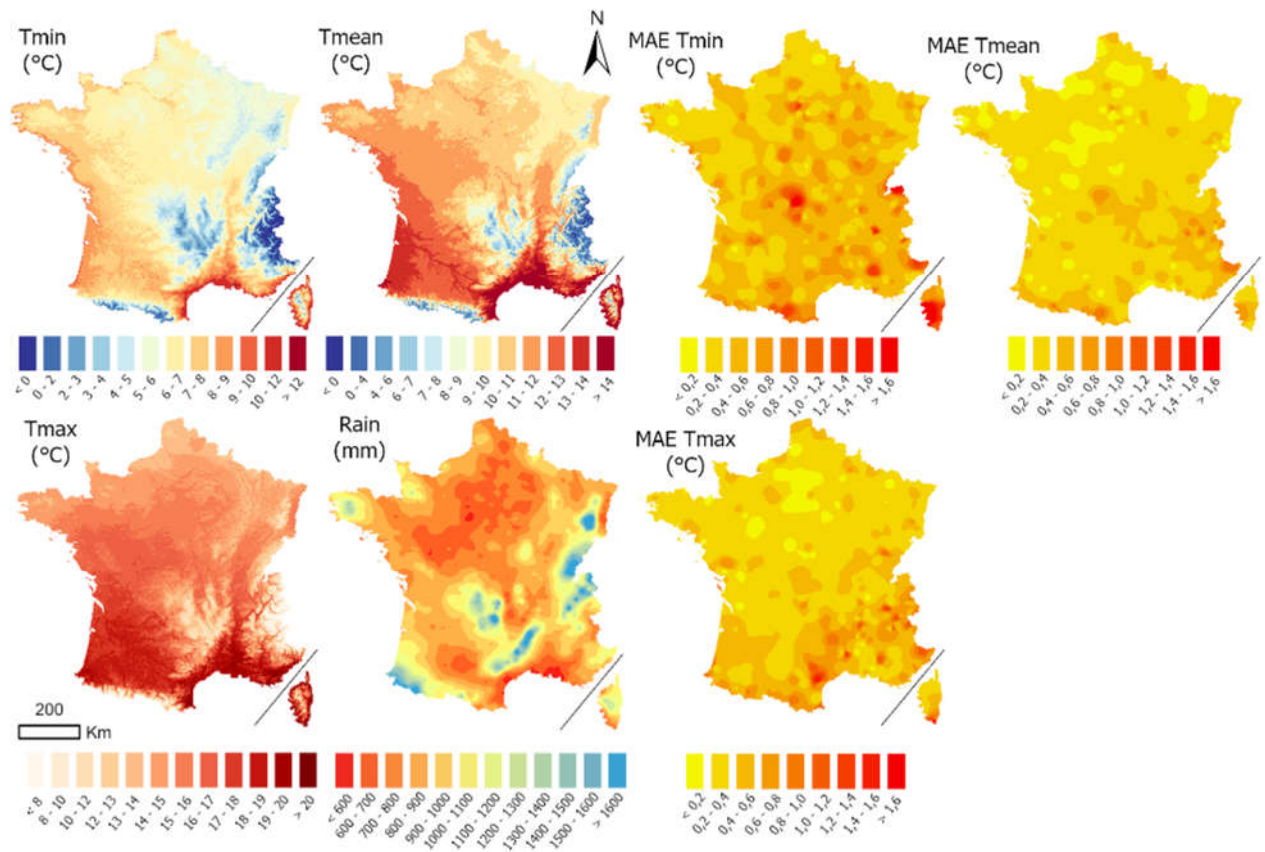 Tmin
(°C)
Tmean
(°C)
N
MAE Tmin
(°C)
MAE Tmean
(°C)
< 0
0 - 2
2 - 3
3 - 4
4 - 5
5 - 6
6 - 7
7 - 8
8 - 9
9 - 10
10 - 12
> 12
< 0
0 - 4
4 - 6
6 - 7
7 - 8
8 - 9
9 - 10
10 - 11
11 - 12
12 - 13
13 - 14
> 14
< 0,2
0,2 - 0,4
0,4 - 0,6
0,6 - 0,8
0,8 - 1,0
1,0 - 1,2
1,2 - 1,4
1,4 - 1,6
> 1,6
< 0,2
0,2 - 0,4
0,4 - 0,6
0,6 - 0,8
0,8 - 1,0
1,0 - 1,2
1,2 - 1,4
1,4 - 1,6
> 1,6
Tmax
(°C)
Rain
(mm)
MAE Tmax
(°C)
200
Km
< 8
8 - 10
10 - 12
12 - 13
13 - 14
14 - 15
15 - 16
16 - 17
17 - 18
18 - 19
19 - 20
> 20
< 600
600 - 700
700 - 800
800 - 900
900 - 1000
1000 - 1100
1100 - 1200
1200 - 1300
1300 - 1400
1400 - 1500
1500 - 1600
> 1600
< 0,2
0,2 - 0,4
0,4 - 0,6
0,6 - 0,8
0,8 - 1,0
1,0 - 1,2
1,2 - 1,4
1,4 - 1,6
> 1,6